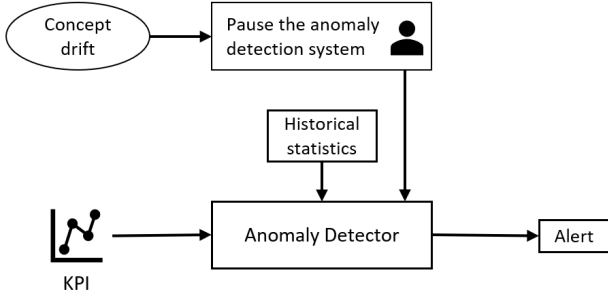 Concept
drift
Pause the anomaly
detection system
Historical
statistics
Anomaly Detector
Alert
KPI